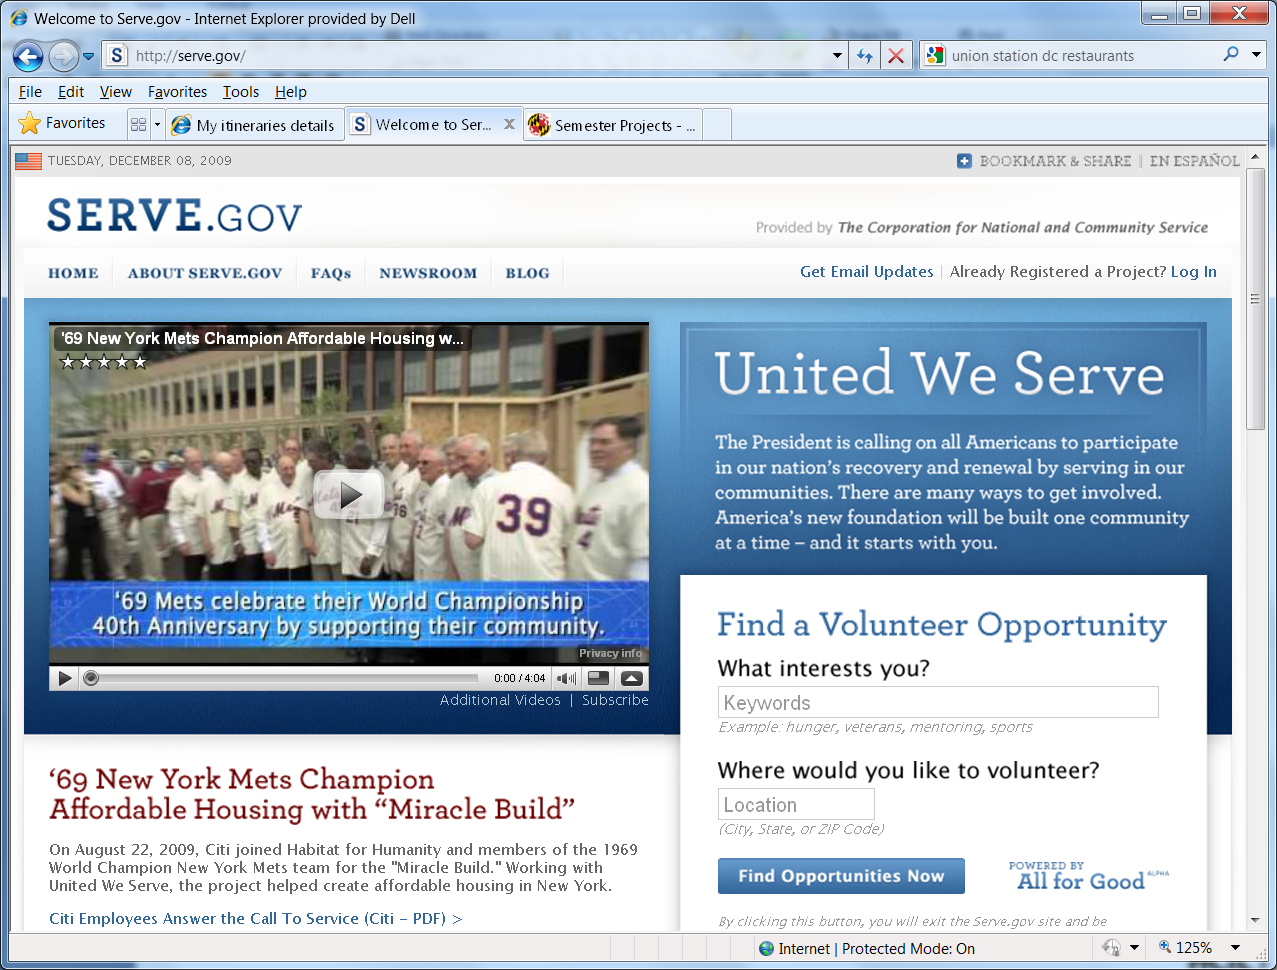 Welcome to Serve.gov - Internet Explorer provided by Dell
http://serve.gov/
union station dc restaurants
File Edit View Favorites Tools Help
Favorites
My itineraries details
Welcome to Ser...
Semester Projects - ...
TUESDAY, DECEMBER 08, 2009
BOOKMARK & SHARE | EN ESPAÑOL
SERVE.GOV
Provided by The Corporation for National and Community Service
HOME ABOUT SERVE.GOV FAQs NEWSROOM BLOG
Get Email Updates | Already Registered a Project? Log In
'69 New York Mets Champion Affordable Housing w...
39
‘69 Mets celebrate their World Championship
40th Anniversary by supporting their community.
Privacy info
0:00 / 4:04
Additional Videos | Subscribe
United We Serve
The President is calling on all Americans to participate
in our nation’s recovery and renewal by serving in our
communities. There are many ways to get involved.
America’s new foundation will be built one community
at a time – and it starts with you.
Find a Volunteer Opportunity
What interests you?
Keywords
Example: hunger, veterans, mentoring, sports
Where would you like to volunteer?
Location
(City, State, or ZIP Code)
Find Opportunities Now
POWERED BY
All for Good ALPHA
By clicking this button, you will exit the Serve.gov site and be
‘69 New York Mets Champion
Affordable Housing with “Miracle Build”
On August 22, 2009, Citi joined Habitat for Humanity and members of the 1969
World Champion New York Mets team for the "Miracle Build." Working with
United We Serve, the project helped create affordable housing in New York.
Citi Employees Answer the Call To Service (Citi – PDF) >
Internet | Protected Mode: On
125%